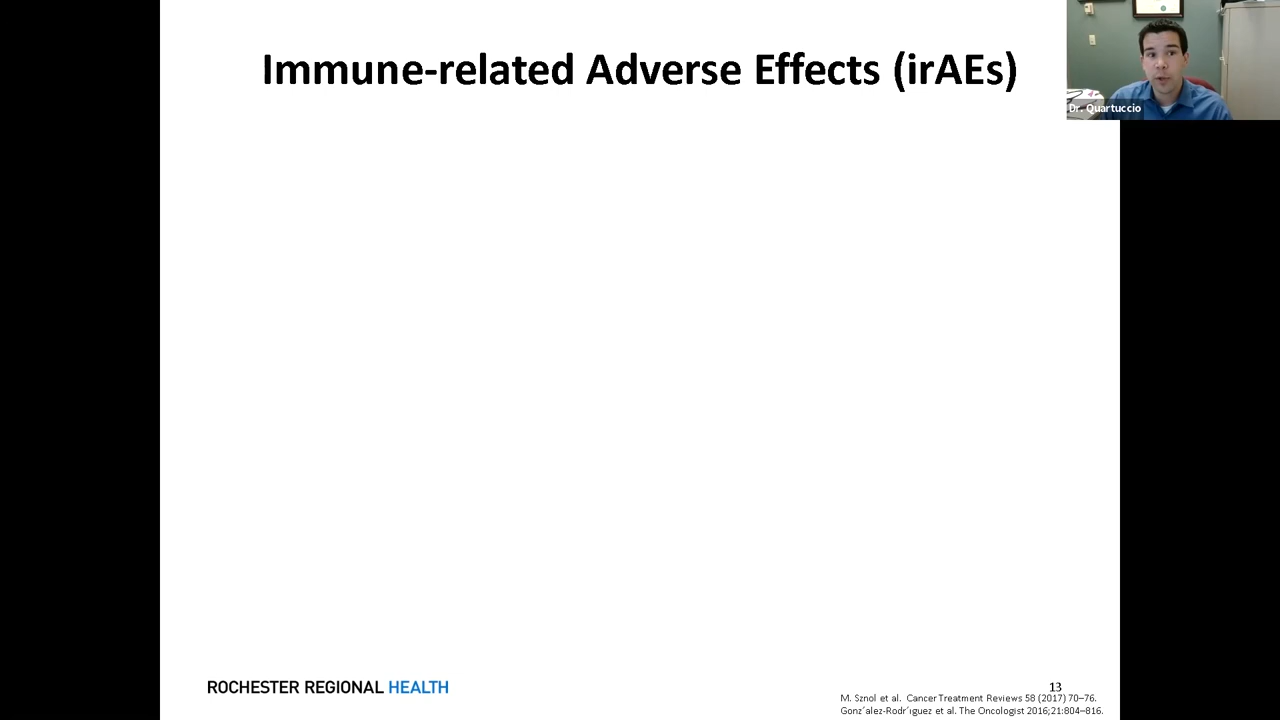 Immune-related Adverse Effects (irAEs)
Dr. Quartuccio
ROCHESTER REGIONAL HEALTH
13
M. Sznol et al. Cancer Treatment Reviews 58 (2017) 70–76.
Gonz´alez-Rodr´ıguez et al. The Oncologist 2016;21:804–816.